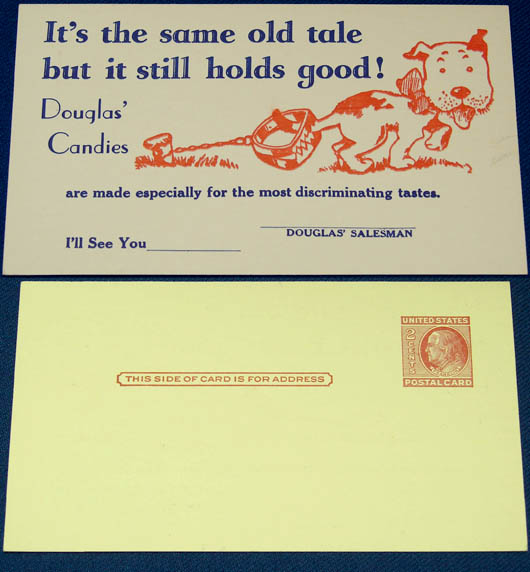 It's the same old tale
but it still holds good!
Douglas'
Candies
are made especially for the most discriminating tastes.
DOUGLAS' SALESMAN
I'll See You
UNITED STATES
2 CENTS
POSTAL CARD
THIS SIDE OF CARD IS FOR ADDRESS